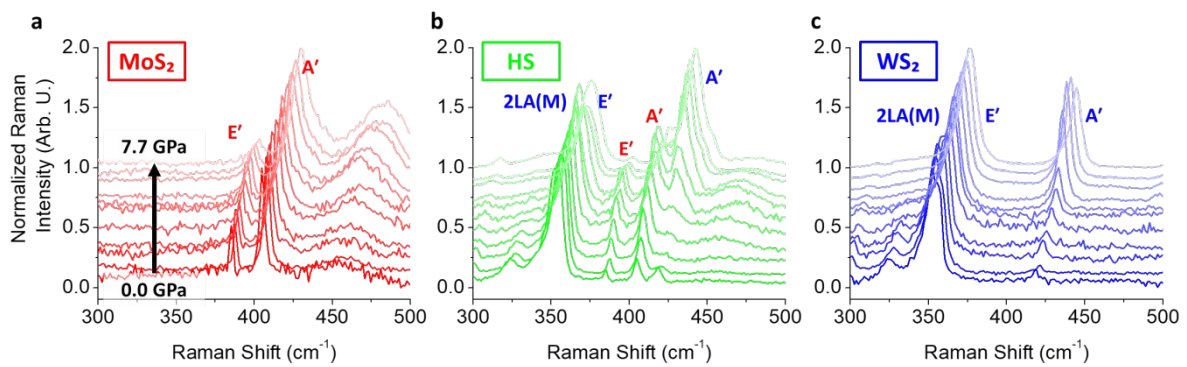 a
MoS₂
E′
A′
7.7 GPa
0.0 GPa
2.0
1.5
1.0
0.5
0.0
Normalized Raman
Intensity (Arb. U.)
300 350 400 450 500
Raman Shift (cm⁻¹)
b
HS
2LA(M)
E′
E′
A′
A′
2.0
1.5
1.0
0.5
0.0
300 350 400 450 500
Raman Shift (cm⁻¹)
c
WS₂
2LA(M)
E′
A′
2.0
1.5
1.0
0.5
0.0
300 350 400 450 500
Raman Shift (cm⁻¹)